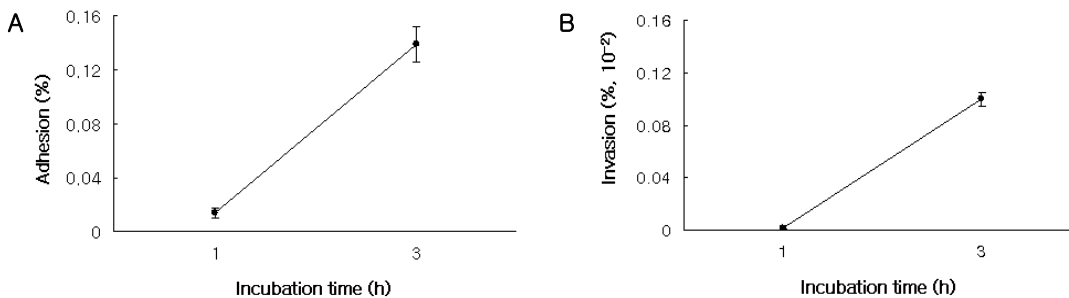 A
0.16
0.12
0.08
0.04
0
Adhesion (%)
1
3
Incubation time (h)
B
0.16
0.12
0.08
0.04
0
Invasion (%, 10⁻²)
1
3
Incubation time (h)